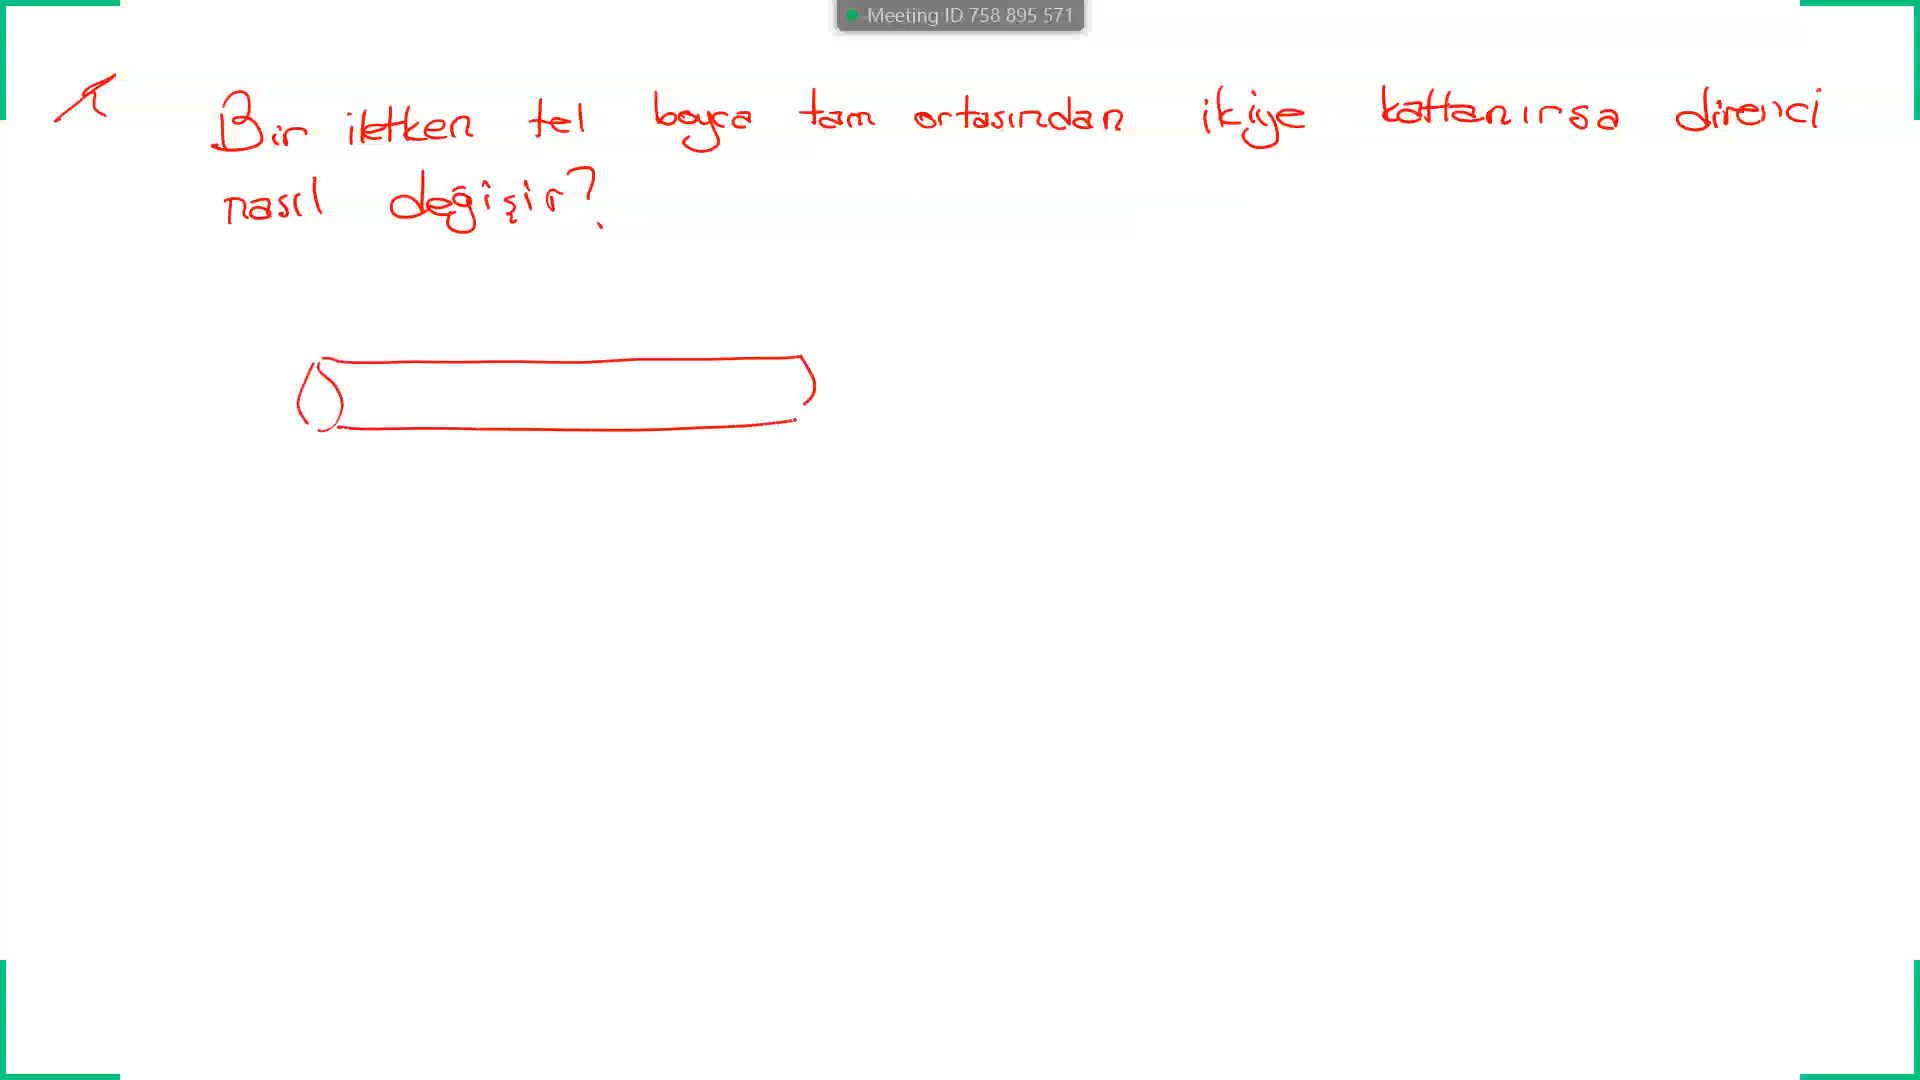 Meeting ID 758 895 571
Bir iletken tel boyca tam ortasından ikiye katlanırsa direnci
nasıl değişir?